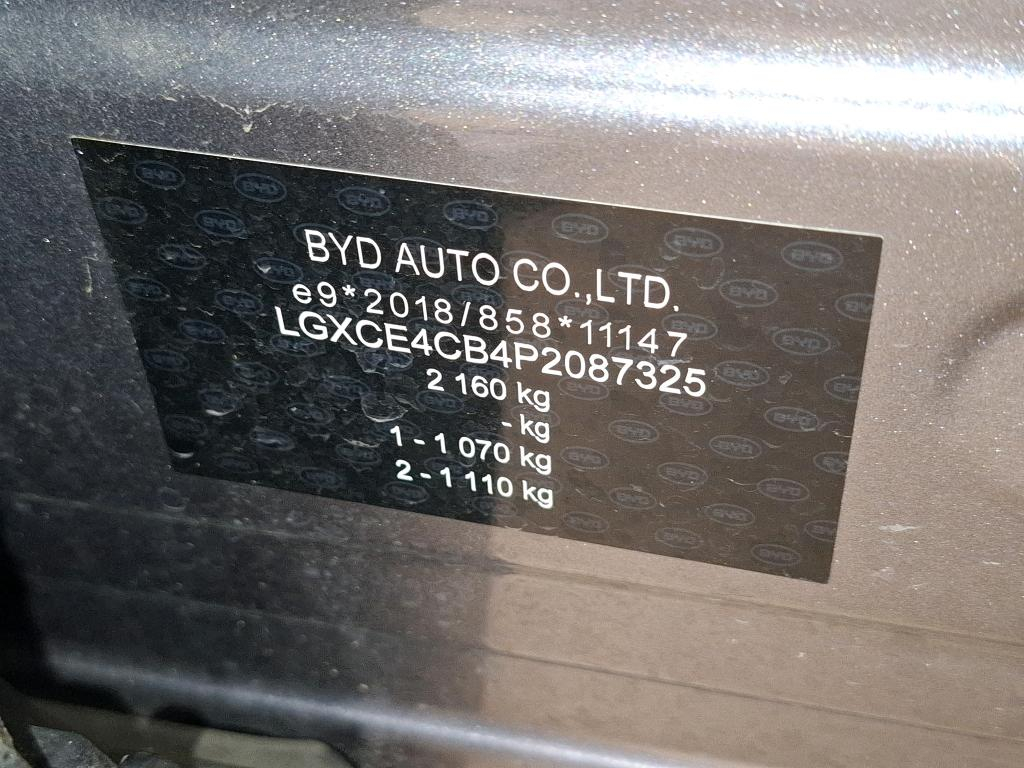 BYD AUTO CO.,LTD.
e9*2018/858*11147
LGXCE4CB4P2087325
2 160 kg
- kg
1 - 1 070 kg
2 - 1 110 kg